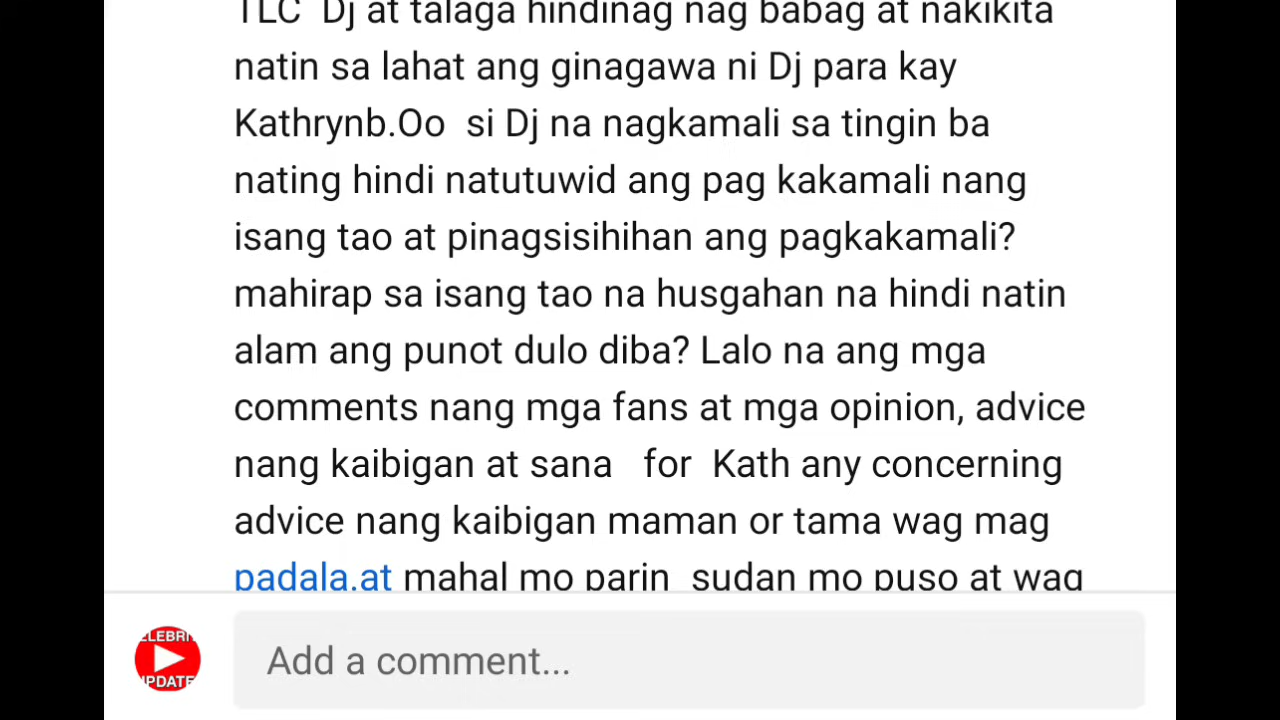 TLC  Dj at talaga hindinag nag babag at nakikita
natin sa lahat ang ginagawa ni Dj para kay
Kathrynb.Oo  si Dj na nagkamali sa tingin ba
nating hindi natutuwid ang pag kakamali nang
isang tao at pinagsisihihan ang pagkakamali?
mahirap sa isang tao na husgahan na hindi natin
alam ang punot dulo diba? Lalo na ang mga
comments nang mga fans at mga opinion, advice
nang kaibigan at sana   for  Kath any concerning
advice nang kaibigan maman or tama wag mag
padala.at mahal mo parin  sudan mo puso at wag
ELEBRI
UPDATE
Add a comment...